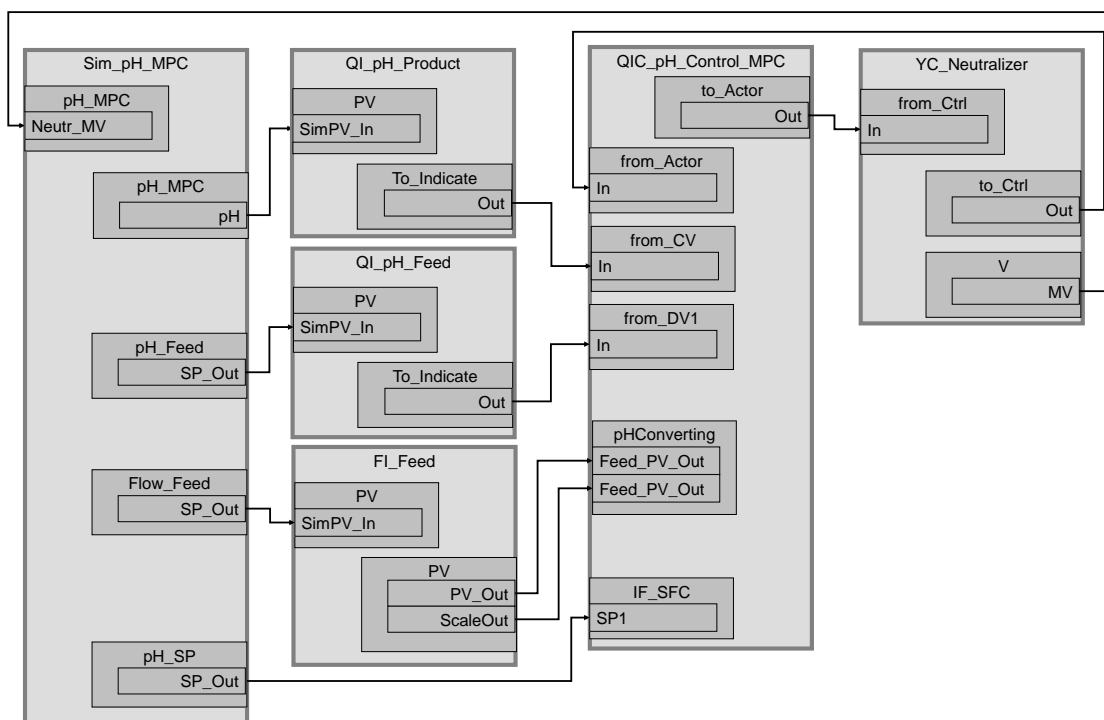 Sim_pH_MPC
pH_MPC
Neutr_MV
pH_MPC
pH
pH_Feed
SP_Out
Flow_Feed
SP_Out
pH_SP
SP_Out
QI_pH_Product
PV
SimPV_In
To_Indicate
Out
QI_pH_Feed
PV
SimPV_In
To_Indicate
Out
FI_Feed
PV
SimPV_In
PV
PV_Out
ScaleOut
QIC_pH_Control_MPC
to_Actor
Out
from_Actor
In
from_CV
In
from_DV1
In
pHConverting
Feed_PV_Out
Feed_PV_Out
IF_SFC
SP1
YC_Neutralizer
from_Ctrl
In
to_Ctrl
Out
V
MV